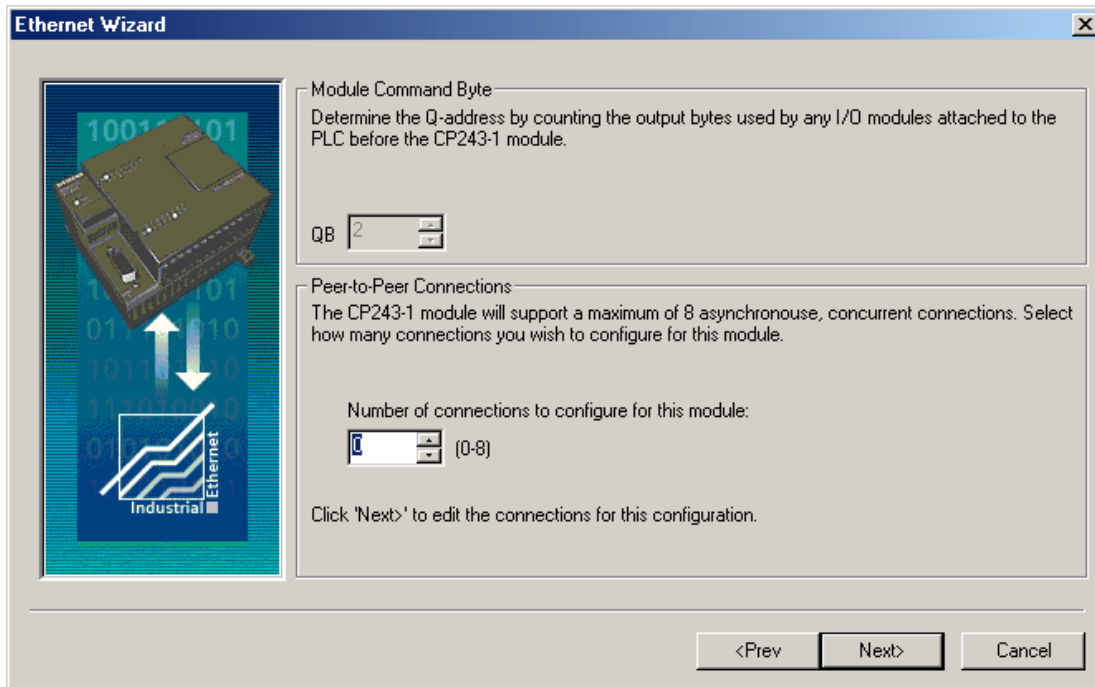 Ethernet Wizard
Module Command Byte
Determine the Q-address by counting the output bytes used by any I/O modules attached to the
PLC before the CP243-1 module.
QB 2
Peer-to-Peer Connections
The CP243-1 module will support a maximum of 8 asynchronouse, concurrent connections. Select
how many connections you wish to configure for this module.
Number of connections to configure for this module:
0 (0-8)
Click 'Next>' to edit the connections for this configuration.
Industrial
Ethernet
<Prev
Next>
Cancel